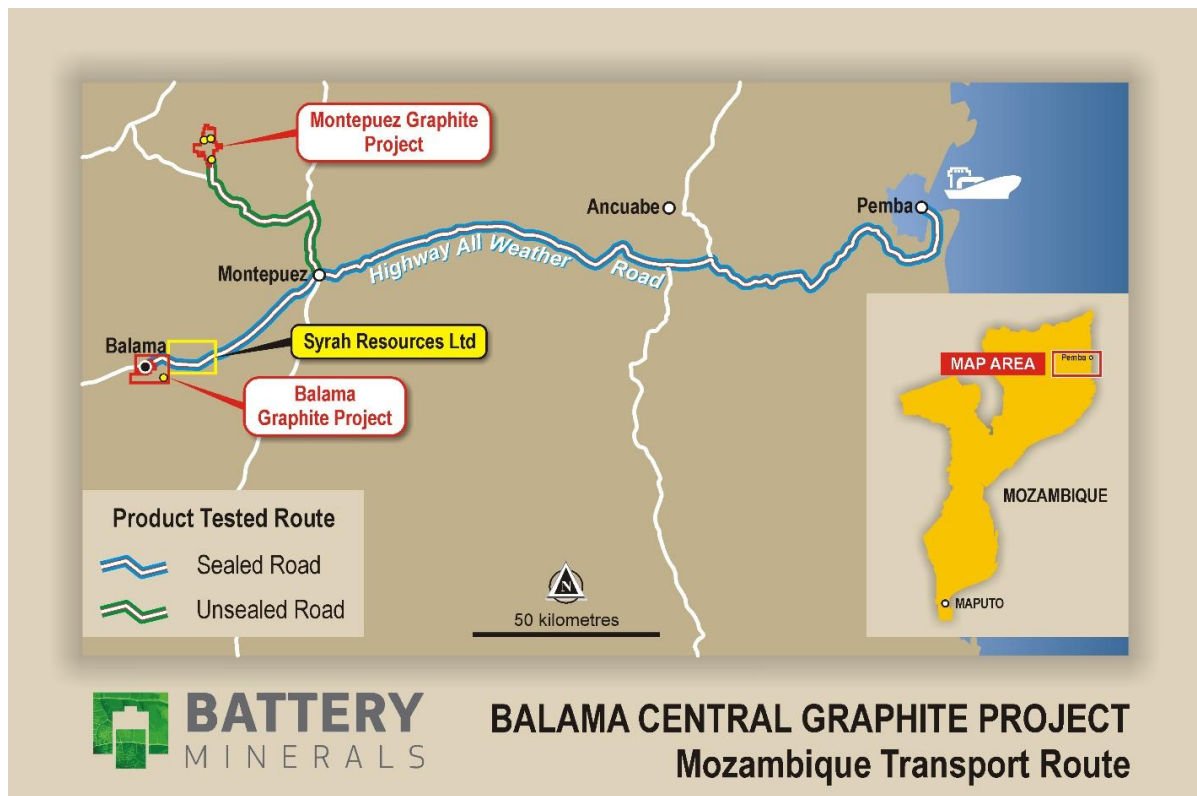 Montepuez Graphite
Project
Ancuabe
Pemba
Montepuez
Highway All Weather Road
Balama
Syrah Resources Ltd
Balama
Graphite Project
MAP AREA
Pemba
MOZAMBIQUE
MAPUTO
Product Tested Route
Sealed Road
Unsealed Road
N
50 kilometres
BATTERY
MINERALS
BALAMA CENTRAL GRAPHITE PROJECT
Mozambique Transport Route